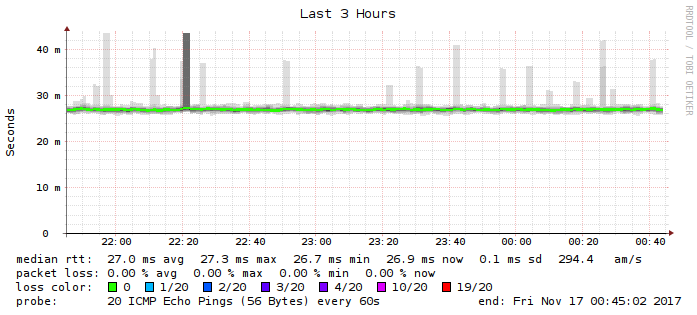 Last 3 Hours
RRDTOOL / TOBI OETIKER
Seconds
40 m
30 m
20 m
10 m
0
22:00 22:20 22:40 23:00 23:20 23:40 00:00 00:20 00:40
median rtt: 27.0 ms avg 27.3 ms max 26.7 ms min 26.9 ms now 0.1 ms sd 294.4 am/s
packet loss: 0.00 % avg 0.00 % max 0.00 % min 0.00 % now
loss color: 0 1/20 2/20 3/20 4/20 10/20 19/20
probe: 20 ICMP Echo Pings (56 Bytes) every 60s end: Fri Nov 17 00:45:02 2017